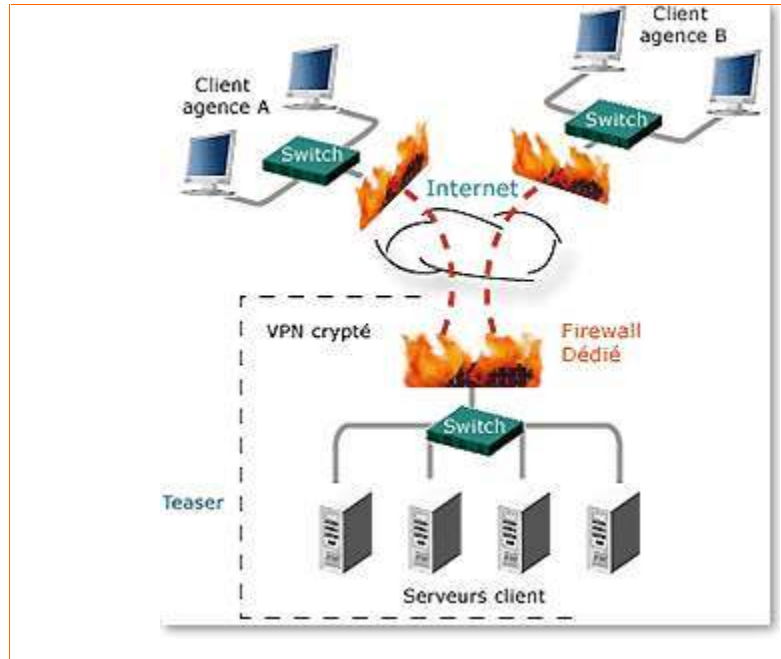 Client
agence B
Client
agence A
Switch
Switch
Internet
VPN crypté
Firewall
Dédié
Switch
Teaser
Serveurs client